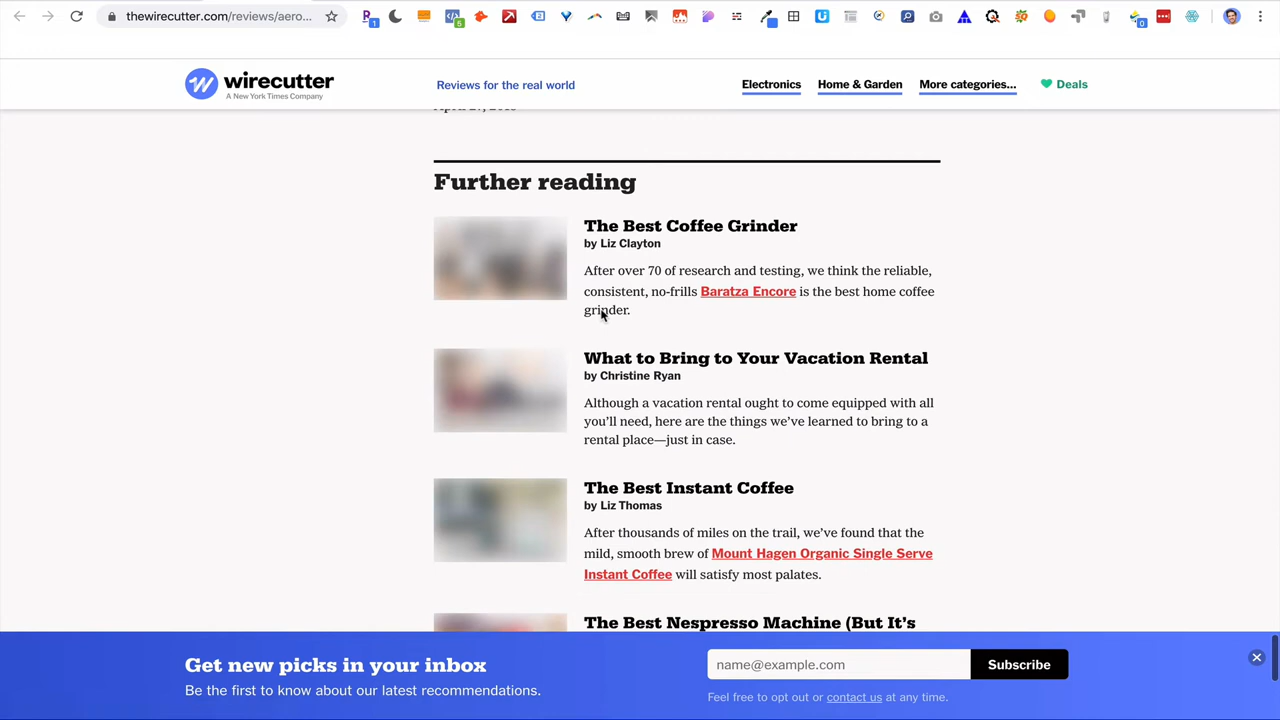 thewirecutter.com/reviews/aero...
1
5
2
0
wirecutter
A New York Times Company
Reviews for the real world
Electronics
Home & Garden
More categories...
Deals
Further reading
The Best Coffee Grinder
by Liz Clayton
After over 70 of research and testing, we think the reliable,
consistent, no-frills Baratza Encore is the best home coffee
grinder.
What to Bring to Your Vacation Rental
by Christine Ryan
Although a vacation rental ought to come equipped with all
you’ll need, here are the things we’ve learned to bring to a
rental place—just in case.
The Best Instant Coffee
by Liz Thomas
After thousands of miles on the trail, we’ve found that the
mild, smooth brew of Mount Hagen Organic Single Serve
Instant Coffee will satisfy most palates.
The Best Nespresso Machine (But It’s
Get new picks in your inbox
Be the first to know about our latest recommendations.
name@example.com
Subscribe
Feel free to opt out or contact us at any time.